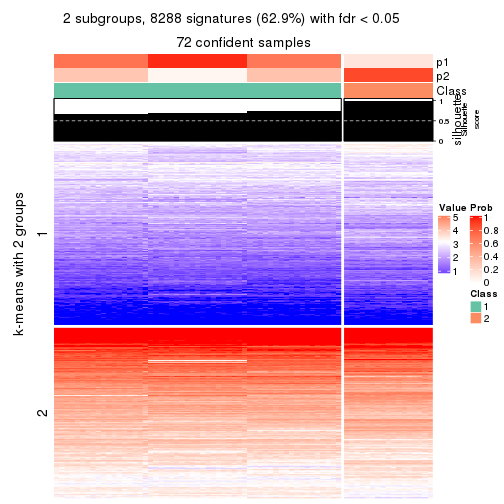 2 subgroups, 8288 signatures (62.9%) with fdr < 0.05
72 confident samples
p1
p2
Class
1
0.5
0
silhouette
Silhouette
score
k-means with 2 groups
1
2
Value
5
4
3
2
1
Prob
1
0.8
0.6
0.4
0.2
0
Class
1
2